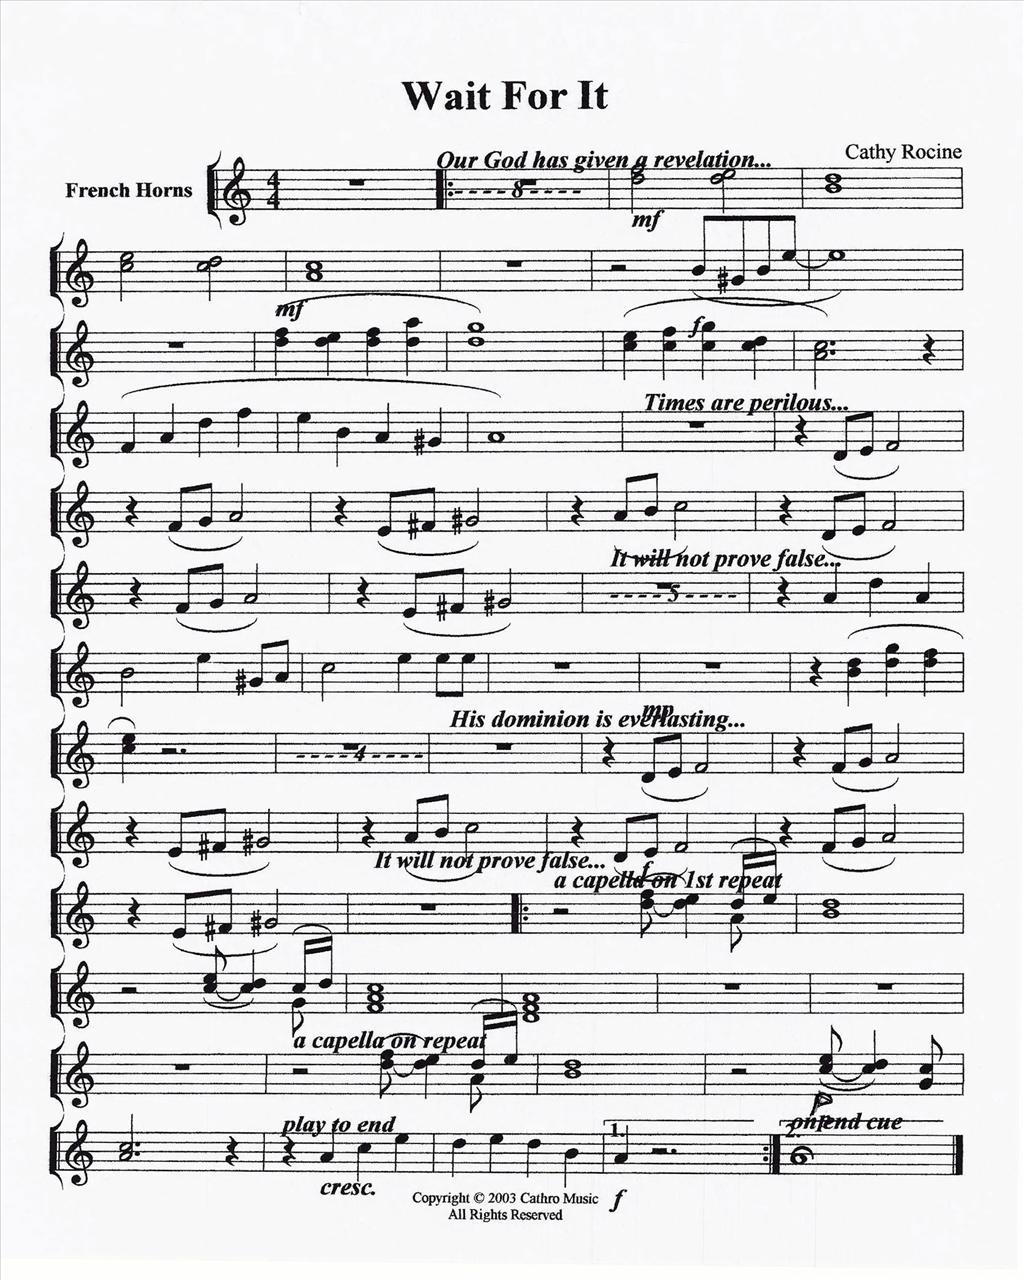 Wait For It
Cathy Rocine
French Horns
Our God has given a revelation...
8
mf
mf
f
Times are perilous...
It will not prove false...
5
mp
His dominion is everlasting...
4
It will not prove false...
f
a capella on 1st repeat
a capella on repeat
play to end
on end cue
1.
2.
cresc.
f
Copyright © 2003 Cathro Music
All Rights Reserved